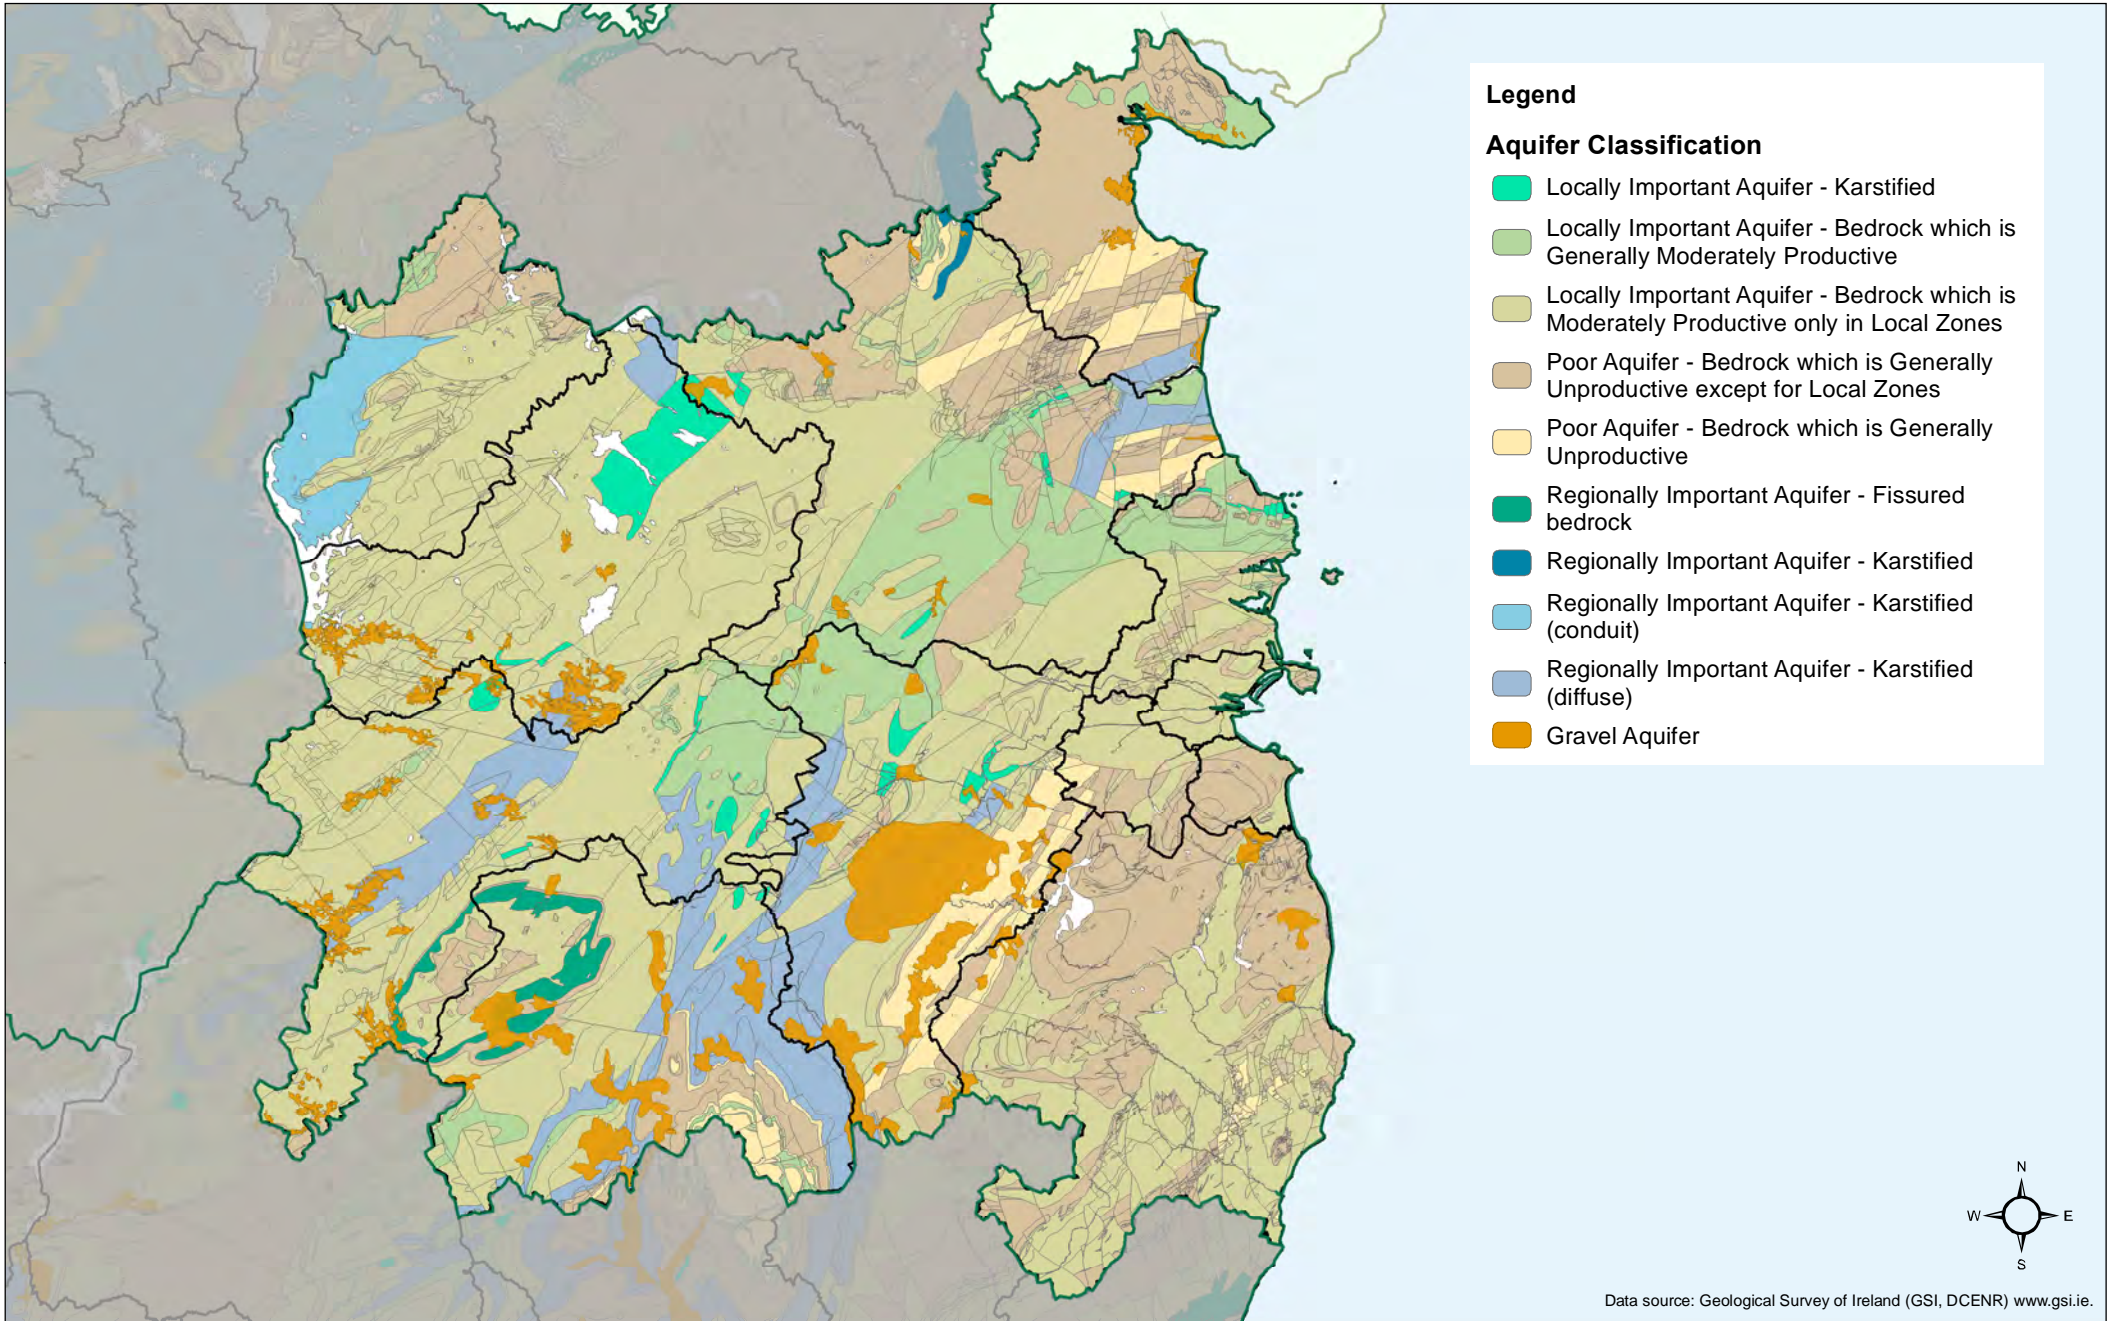 Legend
Aquifer Classification
Locally Important Aquifer - Karstified
Locally Important Aquifer - Bedrock which is
Generally Moderately Productive
Locally Important Aquifer - Bedrock which is
Moderately Productive only in Local Zones
Poor Aquifer - Bedrock which is Generally
Unproductive except for Local Zones
Poor Aquifer - Bedrock which is Generally
Unproductive
Regionally Important Aquifer - Fissured
bedrock
Regionally Important Aquifer - Karstified
Regionally Important Aquifer - Karstified
(conduit)
Regionally Important Aquifer - Karstified
(diffuse)
Gravel Aquifer
N
W E
S
Data source: Geological Survey of Ireland (GSI, DCENR) www.gsi.ie.